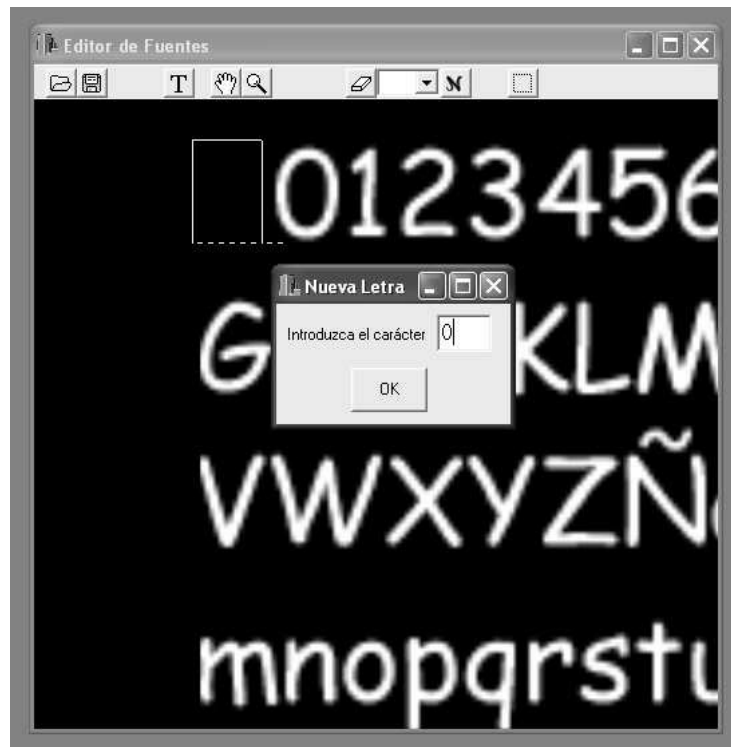 Editor de Fuentes
T N
0123456
Nueva Letra
Introduzca el carácter 0
OK
G KLM
VWXYZÑ
mnopqrstu